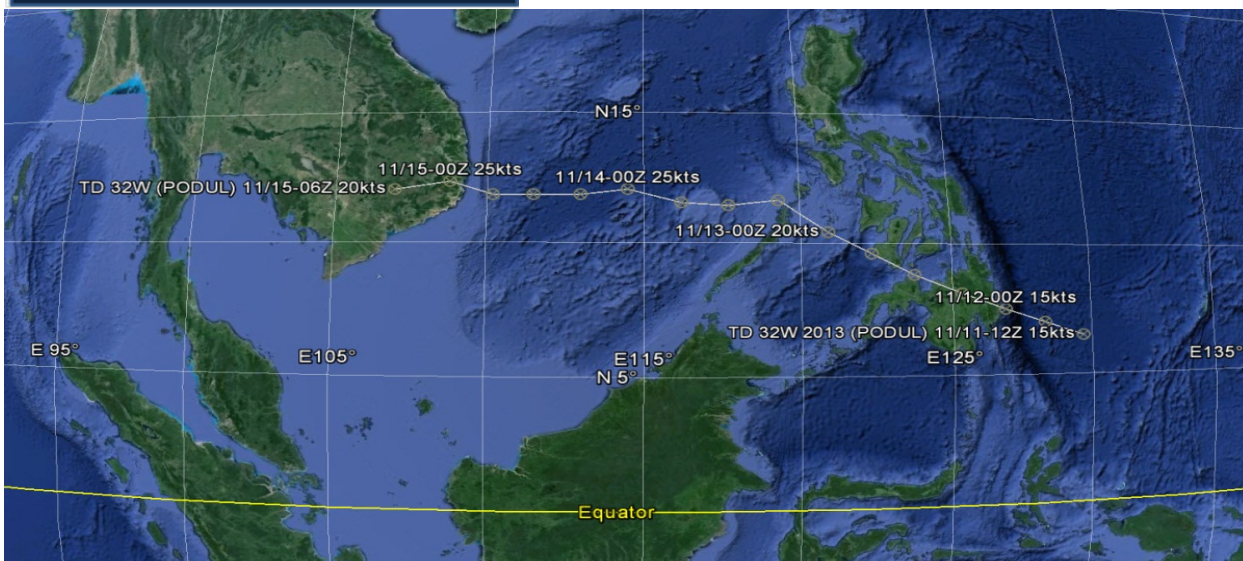 N15°
11/15-00Z 25kts
11/14-00Z 25kts
TD 32W (PODUL) 11/15-06Z 20kts
11/13-00Z 20kts
11/12-00Z 15kts
TD 32W 2013 (PODUL) 11/11-12Z 15kts
E 95°
E105°
E115°
E125°
E135°
N 5°
Equator